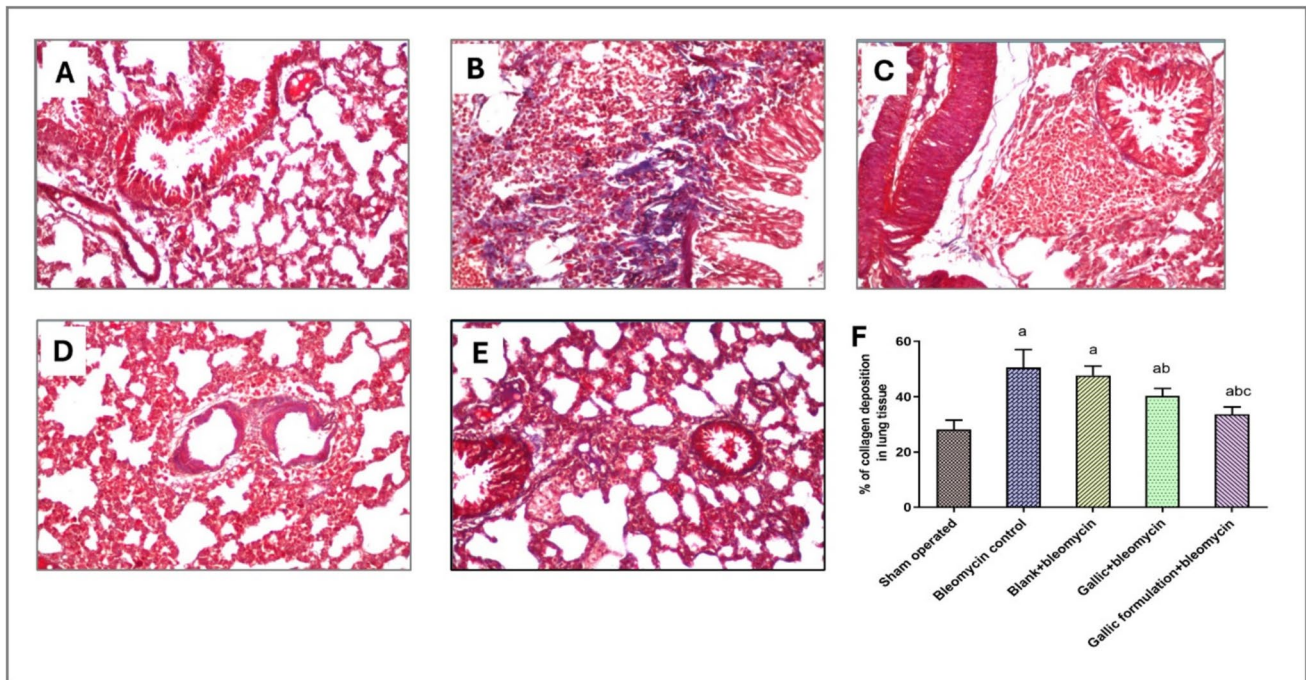 A
B
C
D
E
F
% of collagen deposition
in lung tissue
60
40
20
0
a
a
ab
abc
Sham operated
Bleomycin control
Blank+bleomycin
Gallic+bleomycin
Gallic formulation+bleomycin